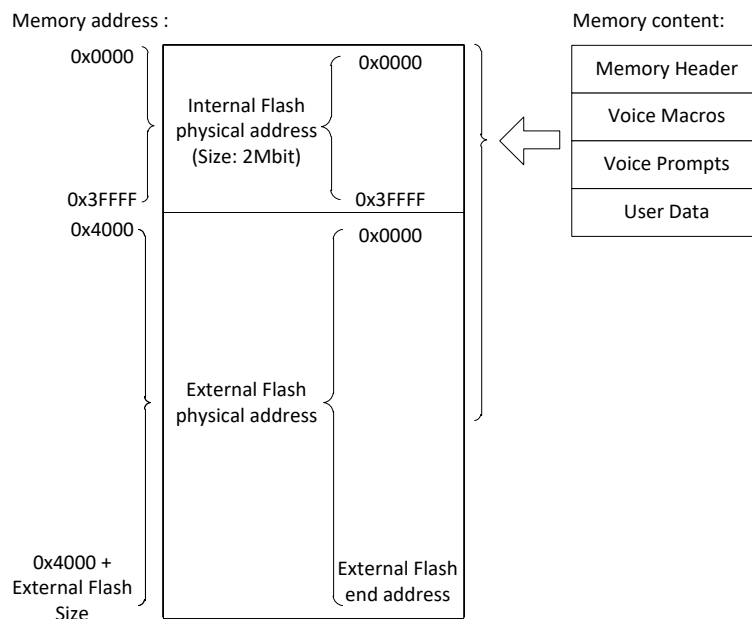 Memory address :
Memory content:
0x0000
0x0000
Memory Header
Internal Flash
physical address
(Size: 2Mbit)
Voice Macros
Voice Prompts
0x3FFFF
0x3FFFF
User Data
0x4000
0x0000
External Flash
physical address
0x4000 +
External Flash
Size
External Flash
end address